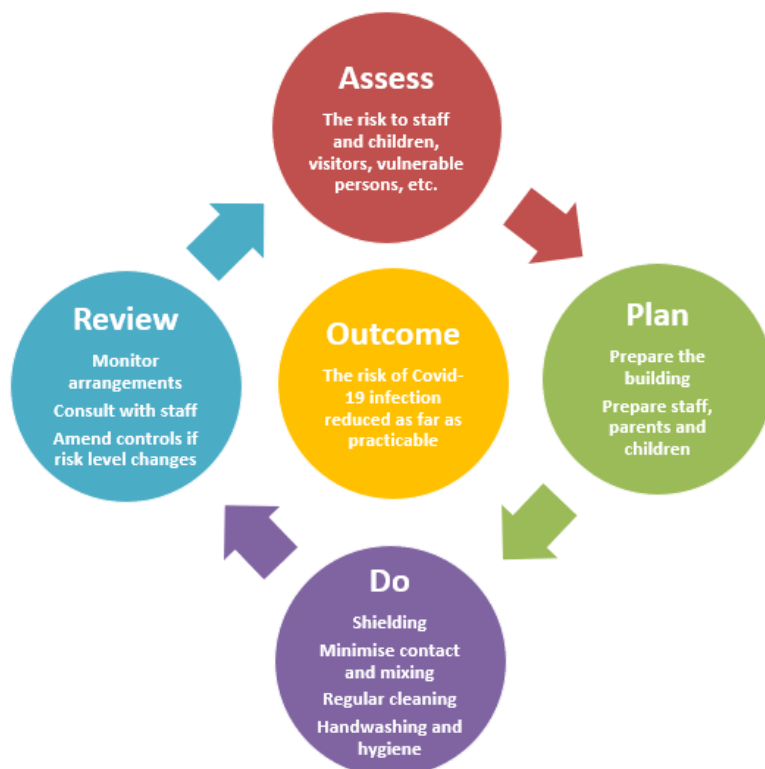 Assess
The risk to staff
and children,
visitors, vulnerable
persons, etc.
Plan
Prepare the
building
Prepare staff,
parents and
children
Do
Shielding
Minimise contact
and mixing
Regular cleaning
Handwashing and
hygiene
Review
Monitor
arrangements
Consult with staff
Amend controls if
risk level changes
Outcome
The risk of Covid-
19 infection
reduced as far as
practicable